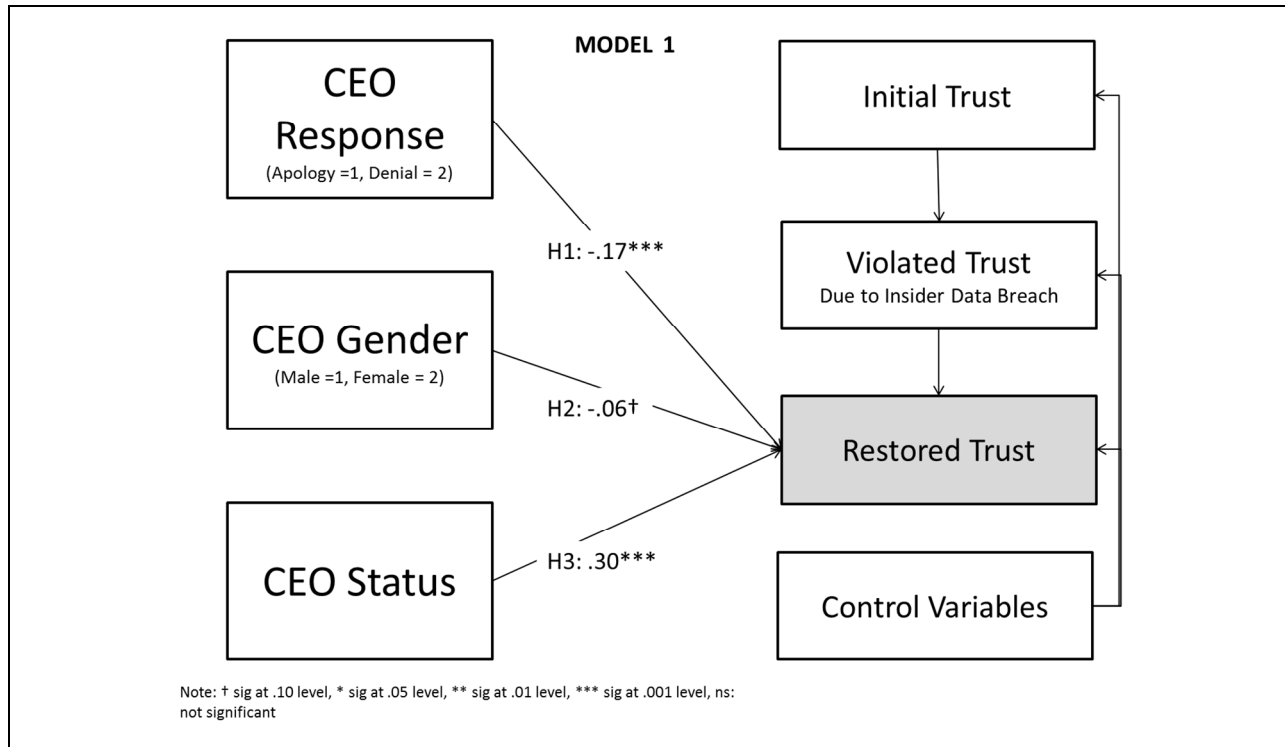 MODEL 1
CEO
Response
(Apology =1, Denial = 2)
CEO Gender
(Male =1, Female = 2)
CEO Status
H1: -.17***
H2: -.06†
H3: .30***
Initial Trust
Violated Trust
Due to Insider Data Breach
Restored Trust
Control Variables
Note: † sig at .10 level, * sig at .05 level, ** sig at .01 level, *** sig at .001 level, ns:
not significant